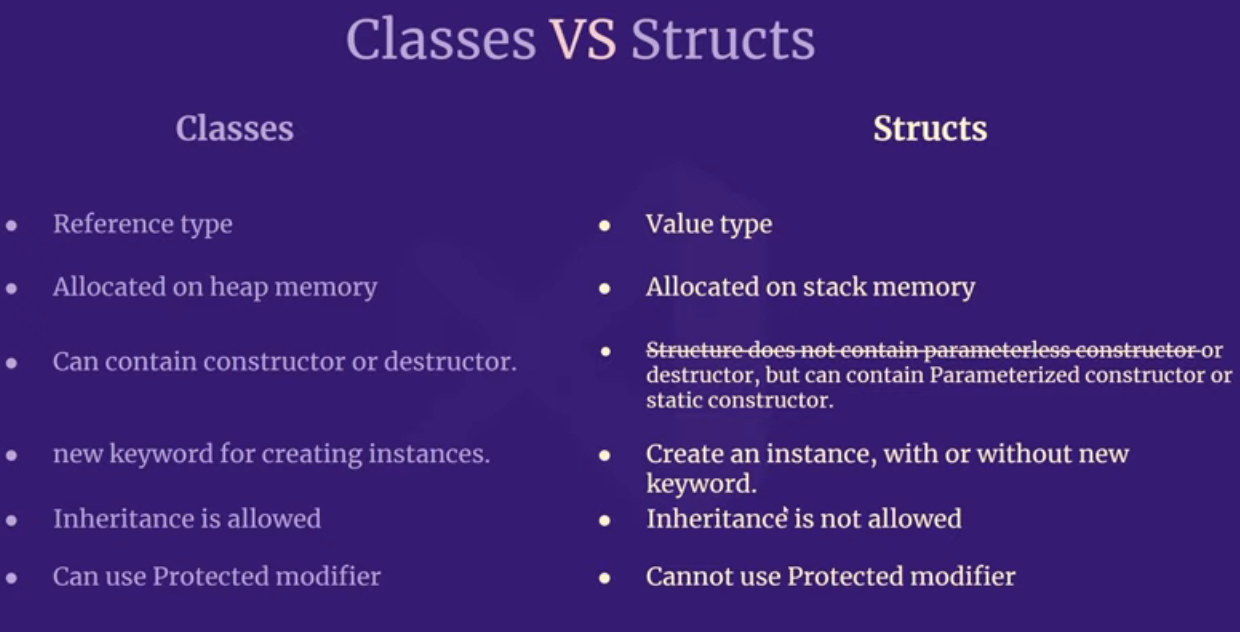 Classes VS Structs
Classes
Structs
Reference type
Allocated on heap memory
Can contain constructor or destructor.
new keyword for creating instances.
Inheritance is allowed
Can use Protected modifier
Value type
Allocated on stack memory
Structure does not contain parameterless constructor or
destructor, but can contain Parameterized constructor or
static constructor.
Create an instance, with or without new
keyword.
Inheritance is not allowed
Cannot use Protected modifier